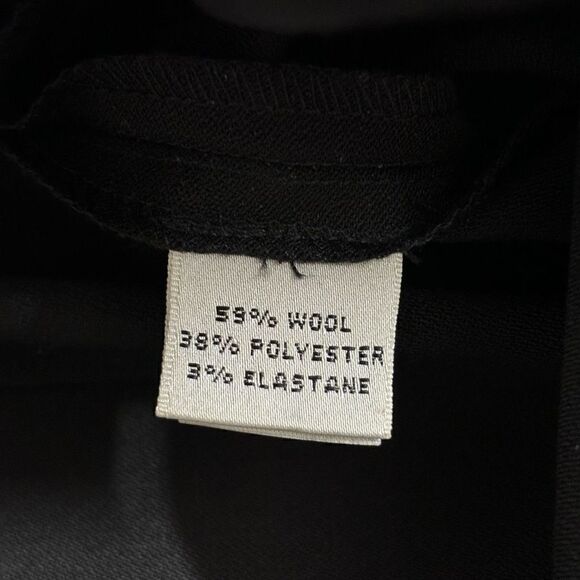 59% WOOL
38% POLYESTER
3% ELASTANE